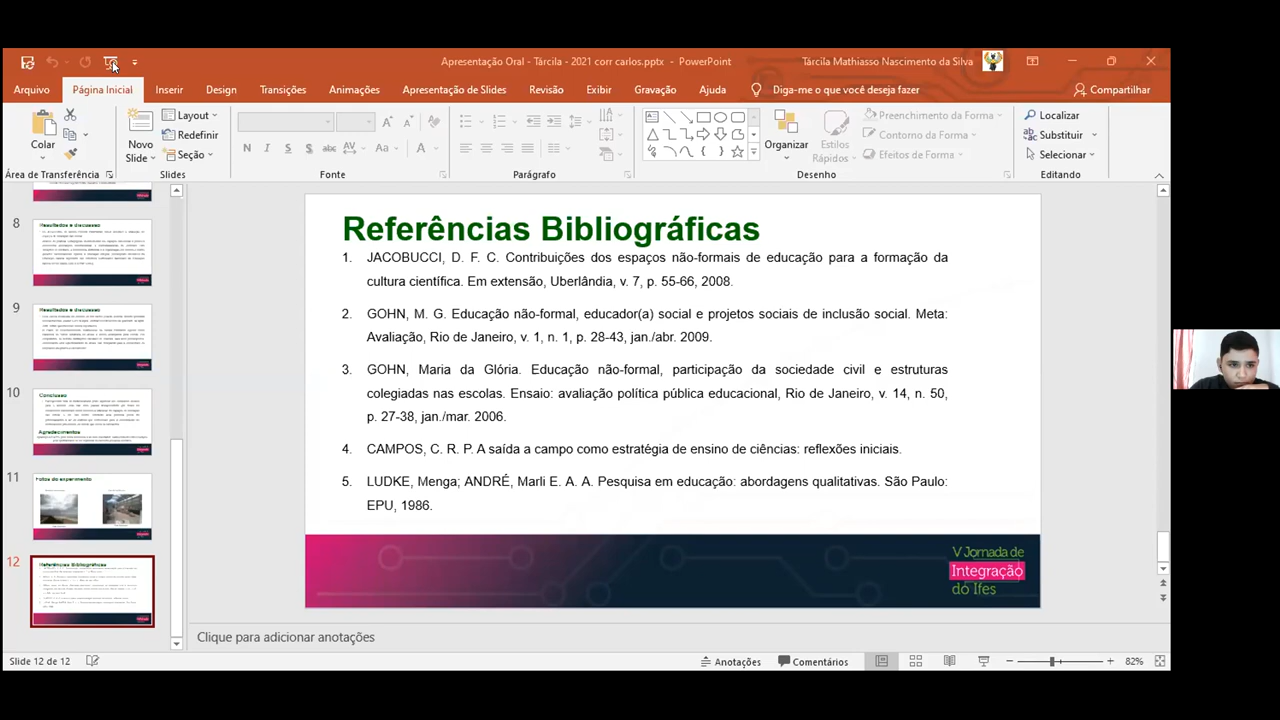 Apresentação Oral - Tárcila - 2021 corr carlos.pptx - PowerPoint
Tárcila Mathiasso Nascimento da Silva
Arquivo
Página Inicial
Inserir
Design
Transições
Animações
Apresentação de Slides
Revisão
Exibir
Gravação
Ajuda
Diga-me o que você deseja fazer
Compartilhar
Colar
Área de Transferência
Novo
Slide
Layout
Redefinir
Seção
Slides
N I S S abc AV Aa A
Fonte
Parágrafo
Organizar
Estilos
Rápidos
Preenchimento da Forma
Contorno da Forma
Efeitos de Forma
Desenho
Localizar
Substituir
Selecionar
Editando
8
Resultados e discussão
9
Resultados e discussão
10
Conclusão
Agradecimentos
11
Fotos do experimento
12
Referências Bibliográficas
Referências Bibliográficas
1. JACOBUCCI, D. F. C. Contribuições dos espaços não-formais de educação para a formação da
cultura científica. Em extensão, Uberlândia, v. 7, p. 55-66, 2008.
2. GOHN, M. G. Educação não-formal, educador(a) social e projetos sociais de inclusão social. Meta:
Avaliação, Rio de Janeiro, v. 1, n. 1, p. 28-43, jan./abr. 2009.
3. GOHN, Maria da Glória. Educação não-formal, participação da sociedade civil e estruturas
colegiadas nas escolas. Ensaio: avaliação política pública educacional, Rio de Janeiro, v. 14, n. 50,
p. 27-38, jan./mar. 2006.
4. CAMPOS, C. R. P. A saída a campo como estratégia de ensino de ciências: reflexões iniciais.
5. LUDKE, Menga; ANDRÉ, Marli E. A. A. Pesquisa em educação: abordagens qualitativas. São Paulo:
EPU, 1986.
V Jornada de
Integração
do Ifes
Clique para adicionar anotações
Slide 12 de 12
Anotações
Comentários
82%